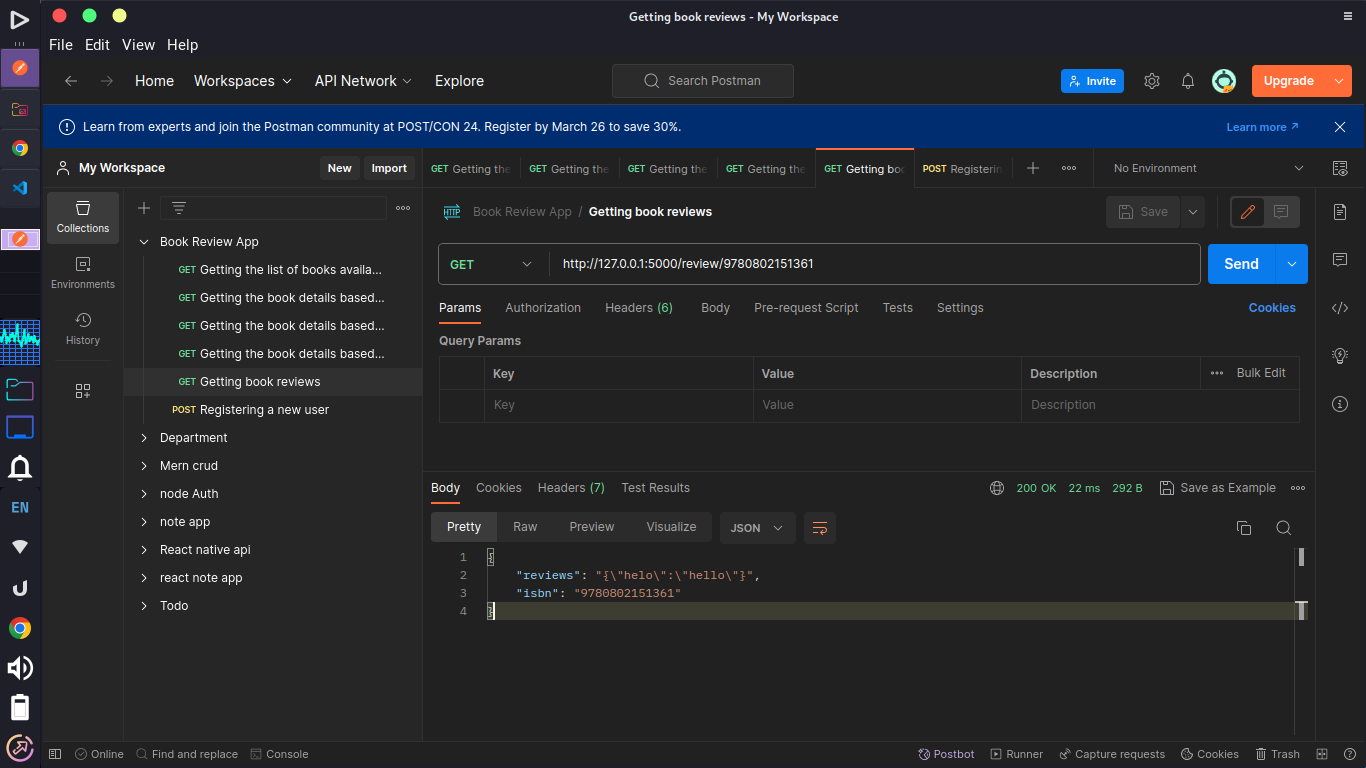 Getting book reviews - My Workspace
File Edit View Help
Home Workspaces API Network Explore Search Postman Invite Upgrade
Learn from experts and join the Postman community at POST/CON 24. Register by March 26 to save 30%. Learn more
My Workspace New Import
GET Getting the GET Getting the GET Getting the GET Getting the GET Getting boo POST Registerin No Environment
Collections
Environments
History
Book Review App
GET Getting the list of books availa...
GET Getting the book details based...
GET Getting the book details based...
GET Getting the book details based...
GET Getting book reviews
POST Registering a new user
Department
Mern crud
node Auth
note app
React native api
react note app
Todo
HTTP Book Review App / Getting book reviews Save
GET http://127.0.0.1:5000/review/9780802151361 Send
Params Authorization Headers (6) Body Pre-request Script Tests Settings Cookies
Query Params
Key Value Description Bulk Edit
Key Value Description
Body Cookies Headers (7) Test Results 200 OK 22 ms 292 B Save as Example
Pretty Raw Preview Visualize JSON
1 {
2 "reviews": "{\"helo\":\"hello\"}",
3 "isbn": "9780802151361"
4 }
EN
Online Find and replace Console Postbot Runner Capture requests Cookies Trash